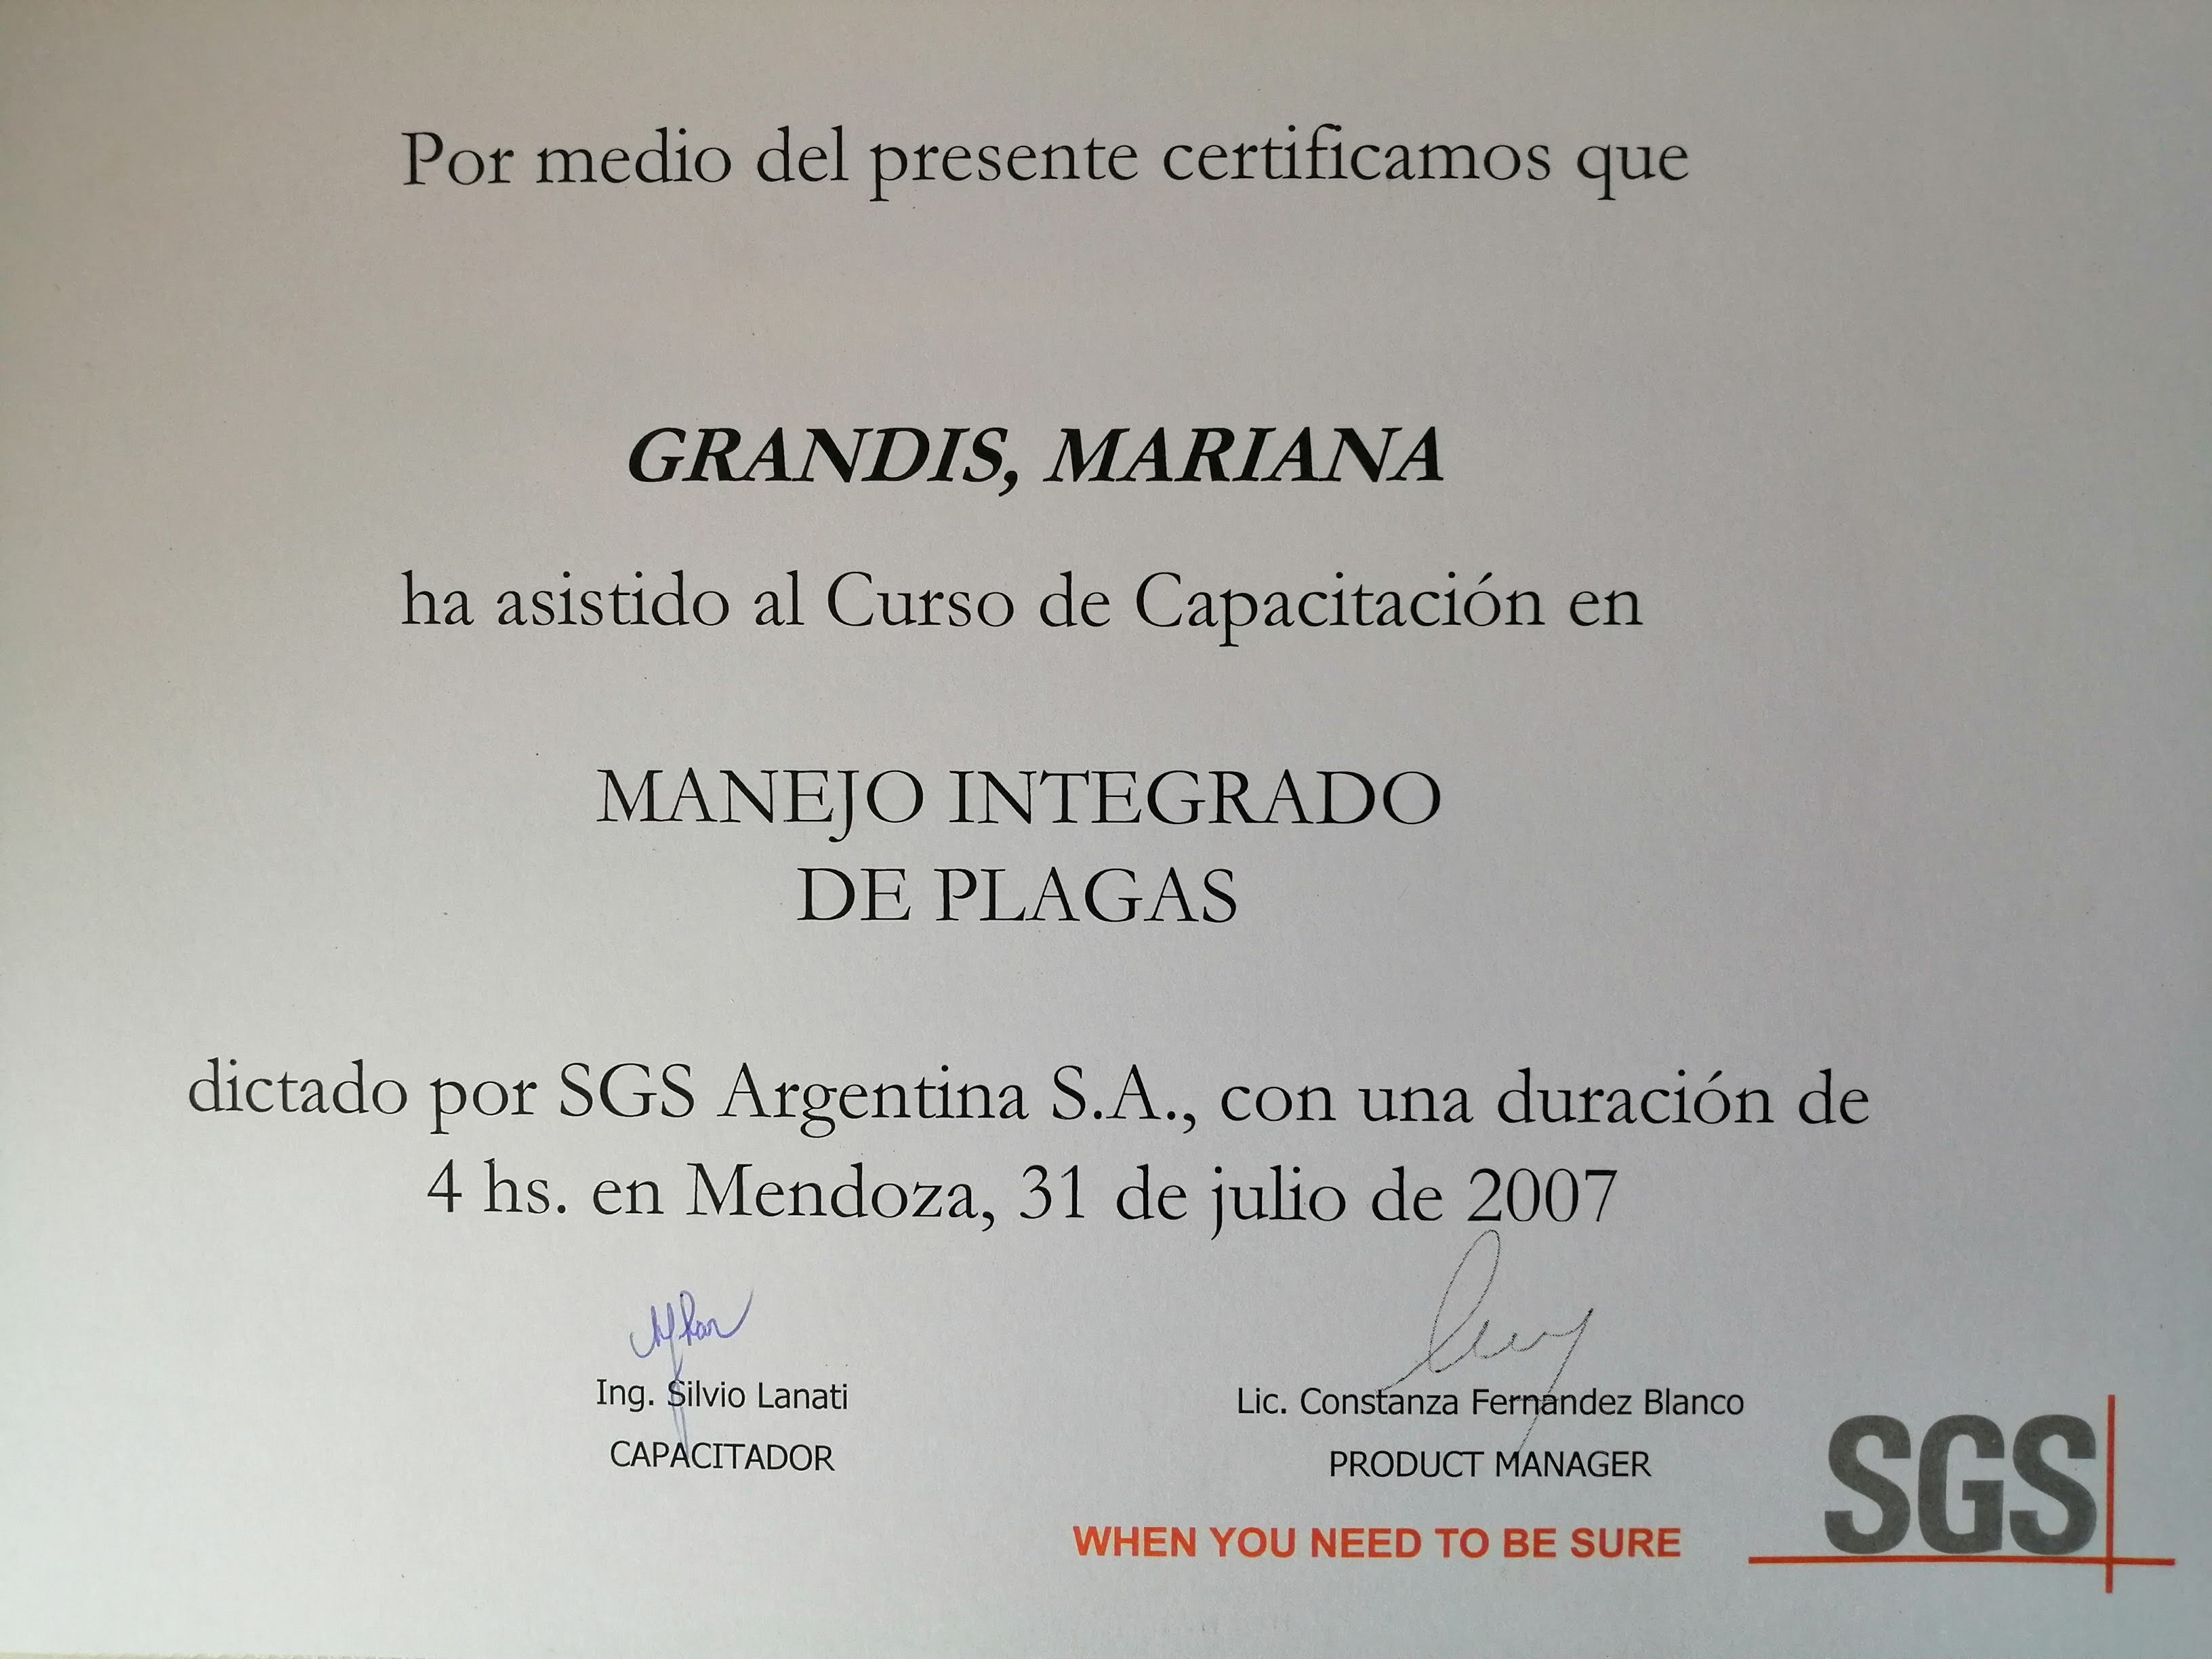 Por medio del presente certificamos que
GRANDIS, MARIANA
ha asistido al Curso de Capacitación en
MANEJO INTEGRADO
DE PLAGAS
dictado por SGS Argentina S.A., con una duración de
4 hs. en Mendoza, 31 de julio de 2007
Ing. Silvio Lanati
CAPACITADOR
Lic. Constanza Fernández Blanco
PRODUCT MANAGER
WHEN YOU NEED TO BE SURE
SGS